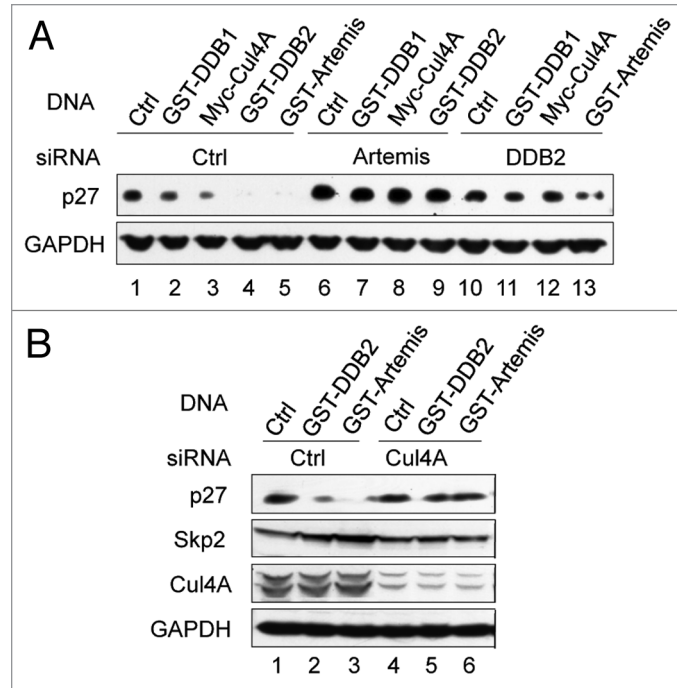 A
DNA Ctrl GST-DDB1 Myc-Cul4A GST-DDB2 GST-Artemis Ctrl GST-DDB1 Myc-Cul4A GST-DDB2 Ctrl GST-DDB1 Myc-Cul4A GST-Artemis
siRNA Ctrl Artemis DDB2
p27
GAPDH
1 2 3 4 5 6 7 8 9 10 11 12 13
B
DNA Ctrl GST-DDB2 GST-Artemis Ctrl GST-DDB2 GST-Artemis
siRNA Ctrl Cul4A
p27
Skp2
Cul4A
GAPDH
1 2 3 4 5 6